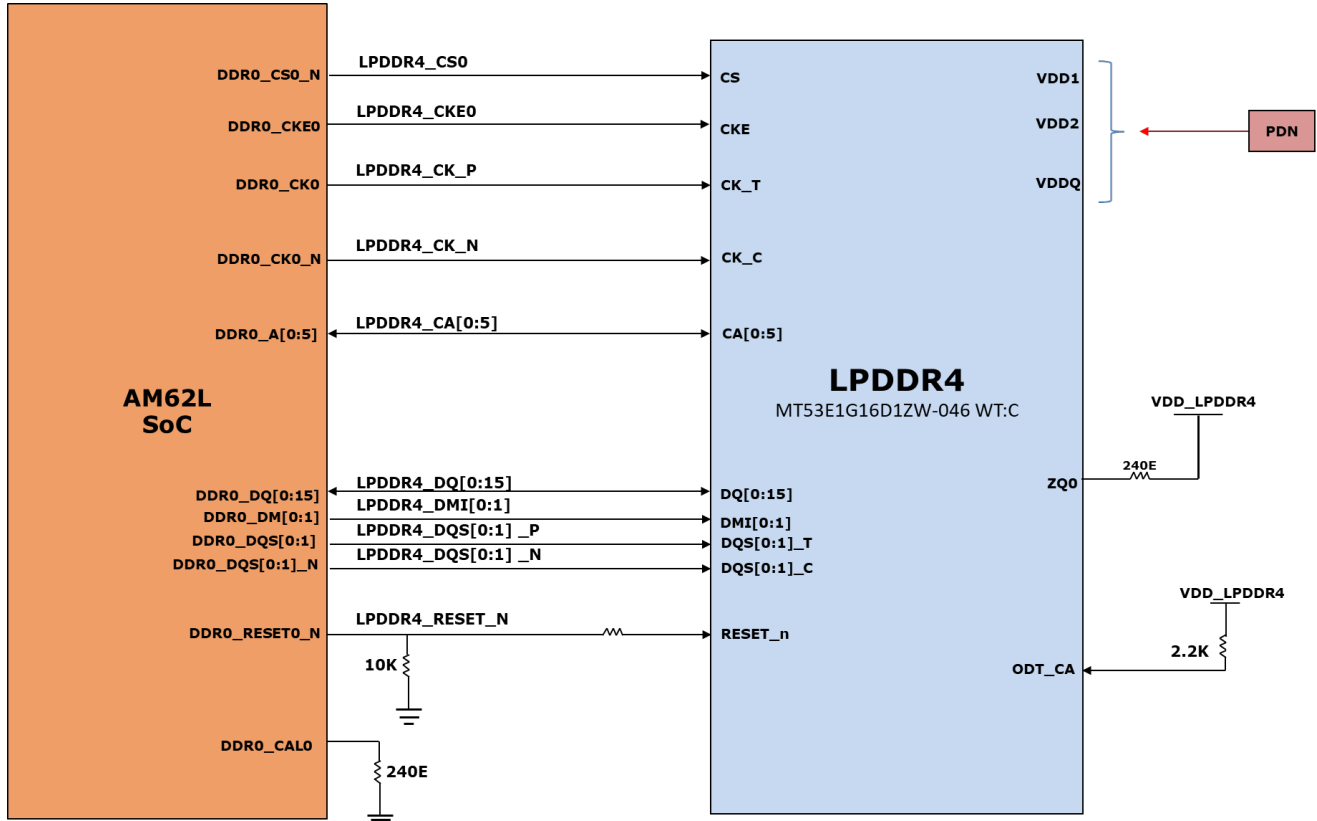 DDR0_CS0_N
LPDDR4_CS0
CS
VDD1
DDR0_CKE0
LPDDR4_CKE0
CKE
VDD2
PDN
DDR0_CK0
LPDDR4_CK_P
CK_T
VDDQ
DDR0_CK0_N
LPDDR4_CK_N
CK_C
DDR0_A[0:5]
LPDDR4_CA[0:5]
CA[0:5]
AM62L
SoC
LPDDR4
MT53E1G16D1ZW-046 WT:C
VDD_LPDDR4
240E
ZQ0
DDR0_DQ[0:15]
LPDDR4_DQ[0:15]
DQ[0:15]
DDR0_DM[0:1]
LPDDR4_DMI[0:1]
DMI[0:1]
DDR0_DQS[0:1]
LPDDR4_DQS[0:1] _P
DQS[0:1]_T
DDR0_DQS[0:1]_N
LPDDR4_DQS[0:1] _N
DQS[0:1]_C
VDD_LPDDR4
2.2K
ODT_CA
DDR0_RESET0_N
LPDDR4_RESET_N
RESET_n
10K
DDR0_CAL0
240E